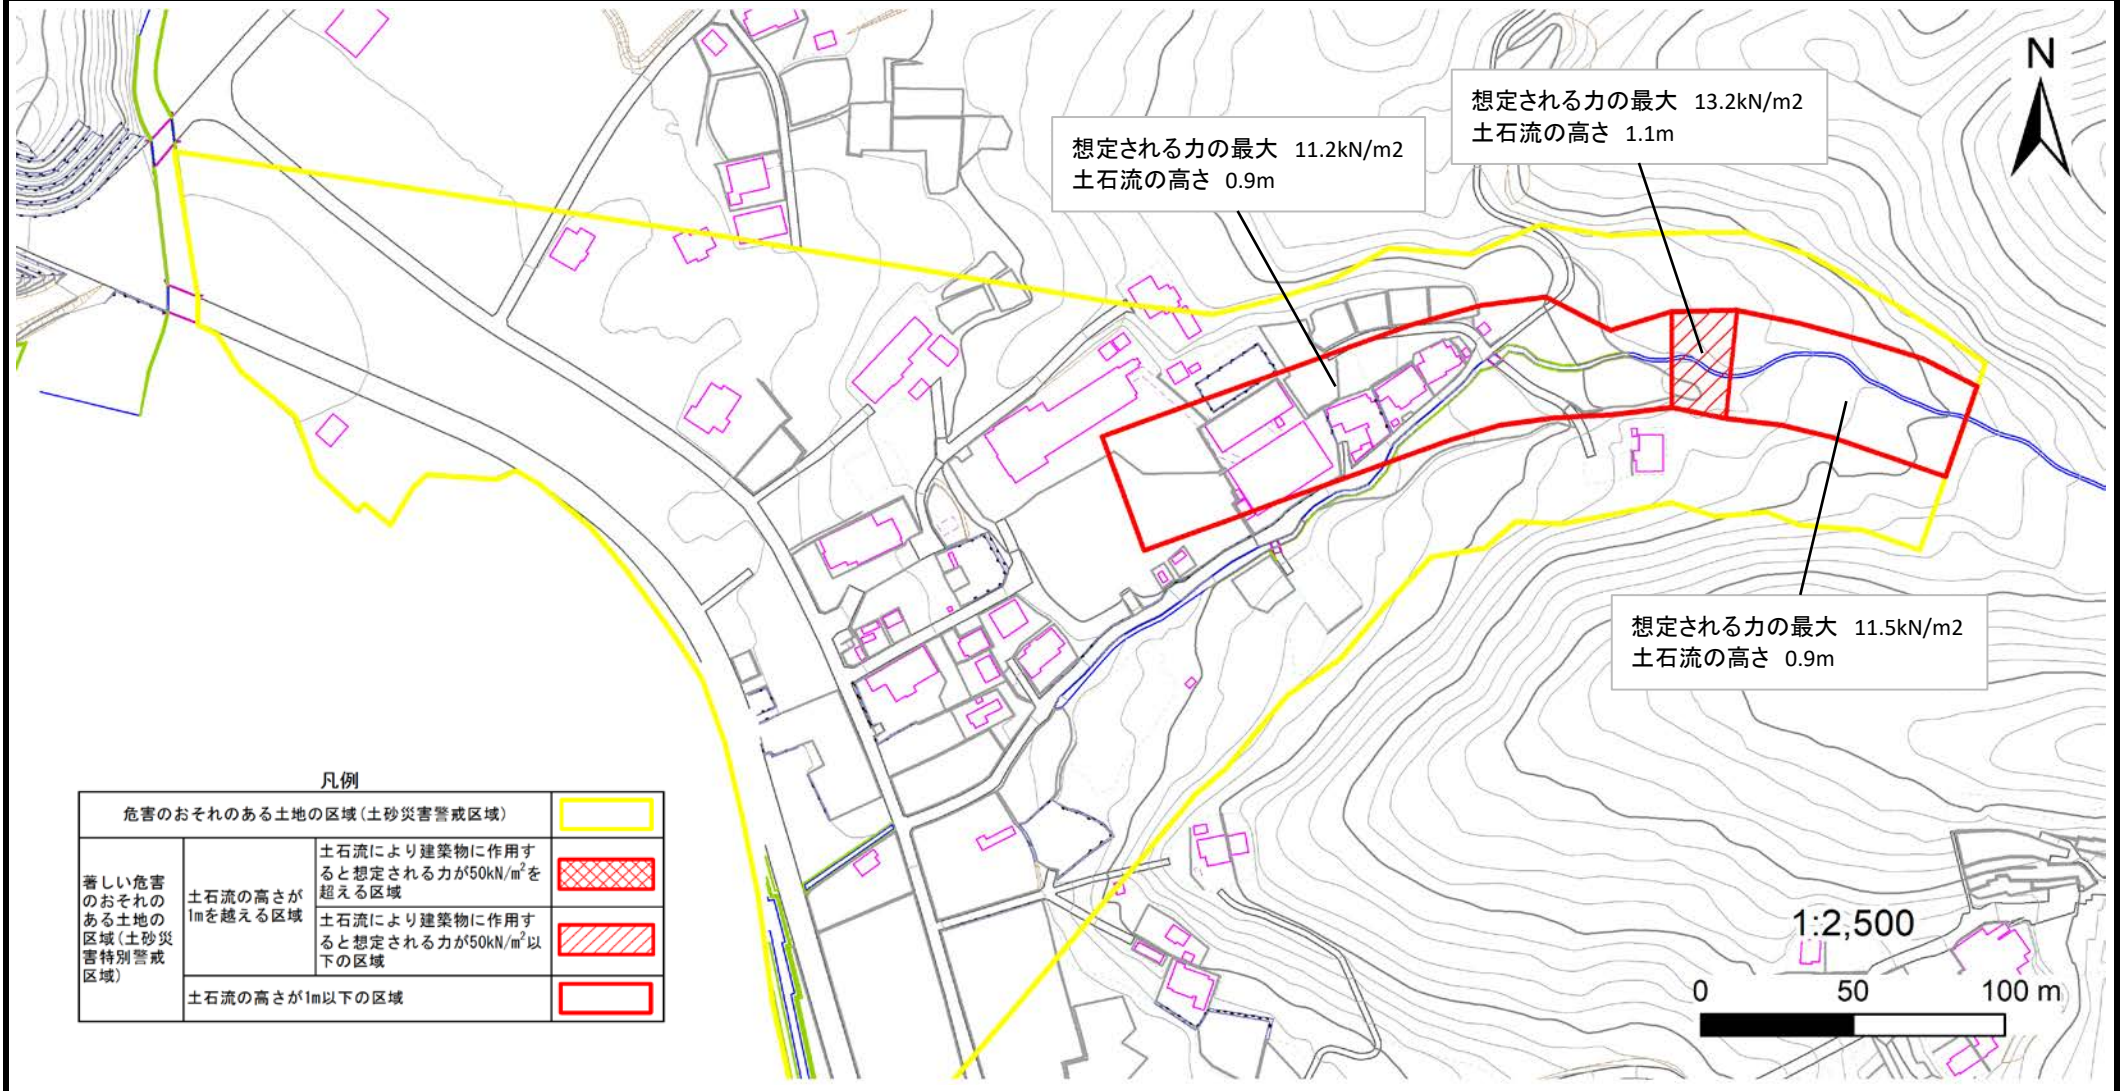 N
想定される力の最大 13.2kN/m2
土石流の高さ 1.1m
想定される力の最大 11.2kN/m2
土石流の高さ 0.9m
想定される力の最大 11.5kN/m2
土石流の高さ 0.9m
凡例
危害のおそれのある土地の区域(土砂災害警戒区域)
著しい危害
のおそれの
ある土地の
区域(土砂災
害特別警戒
区域)
土石流の高さが
1mを越える区域
土石流により建築物に作用す
ると想定される力が50kN/m²を
超える区域
土石流により建築物に作用す
ると想定される力が50kN/m²以
下の区域
土石流の高さが1m以下の区域
1:2,500
0 50 100 m